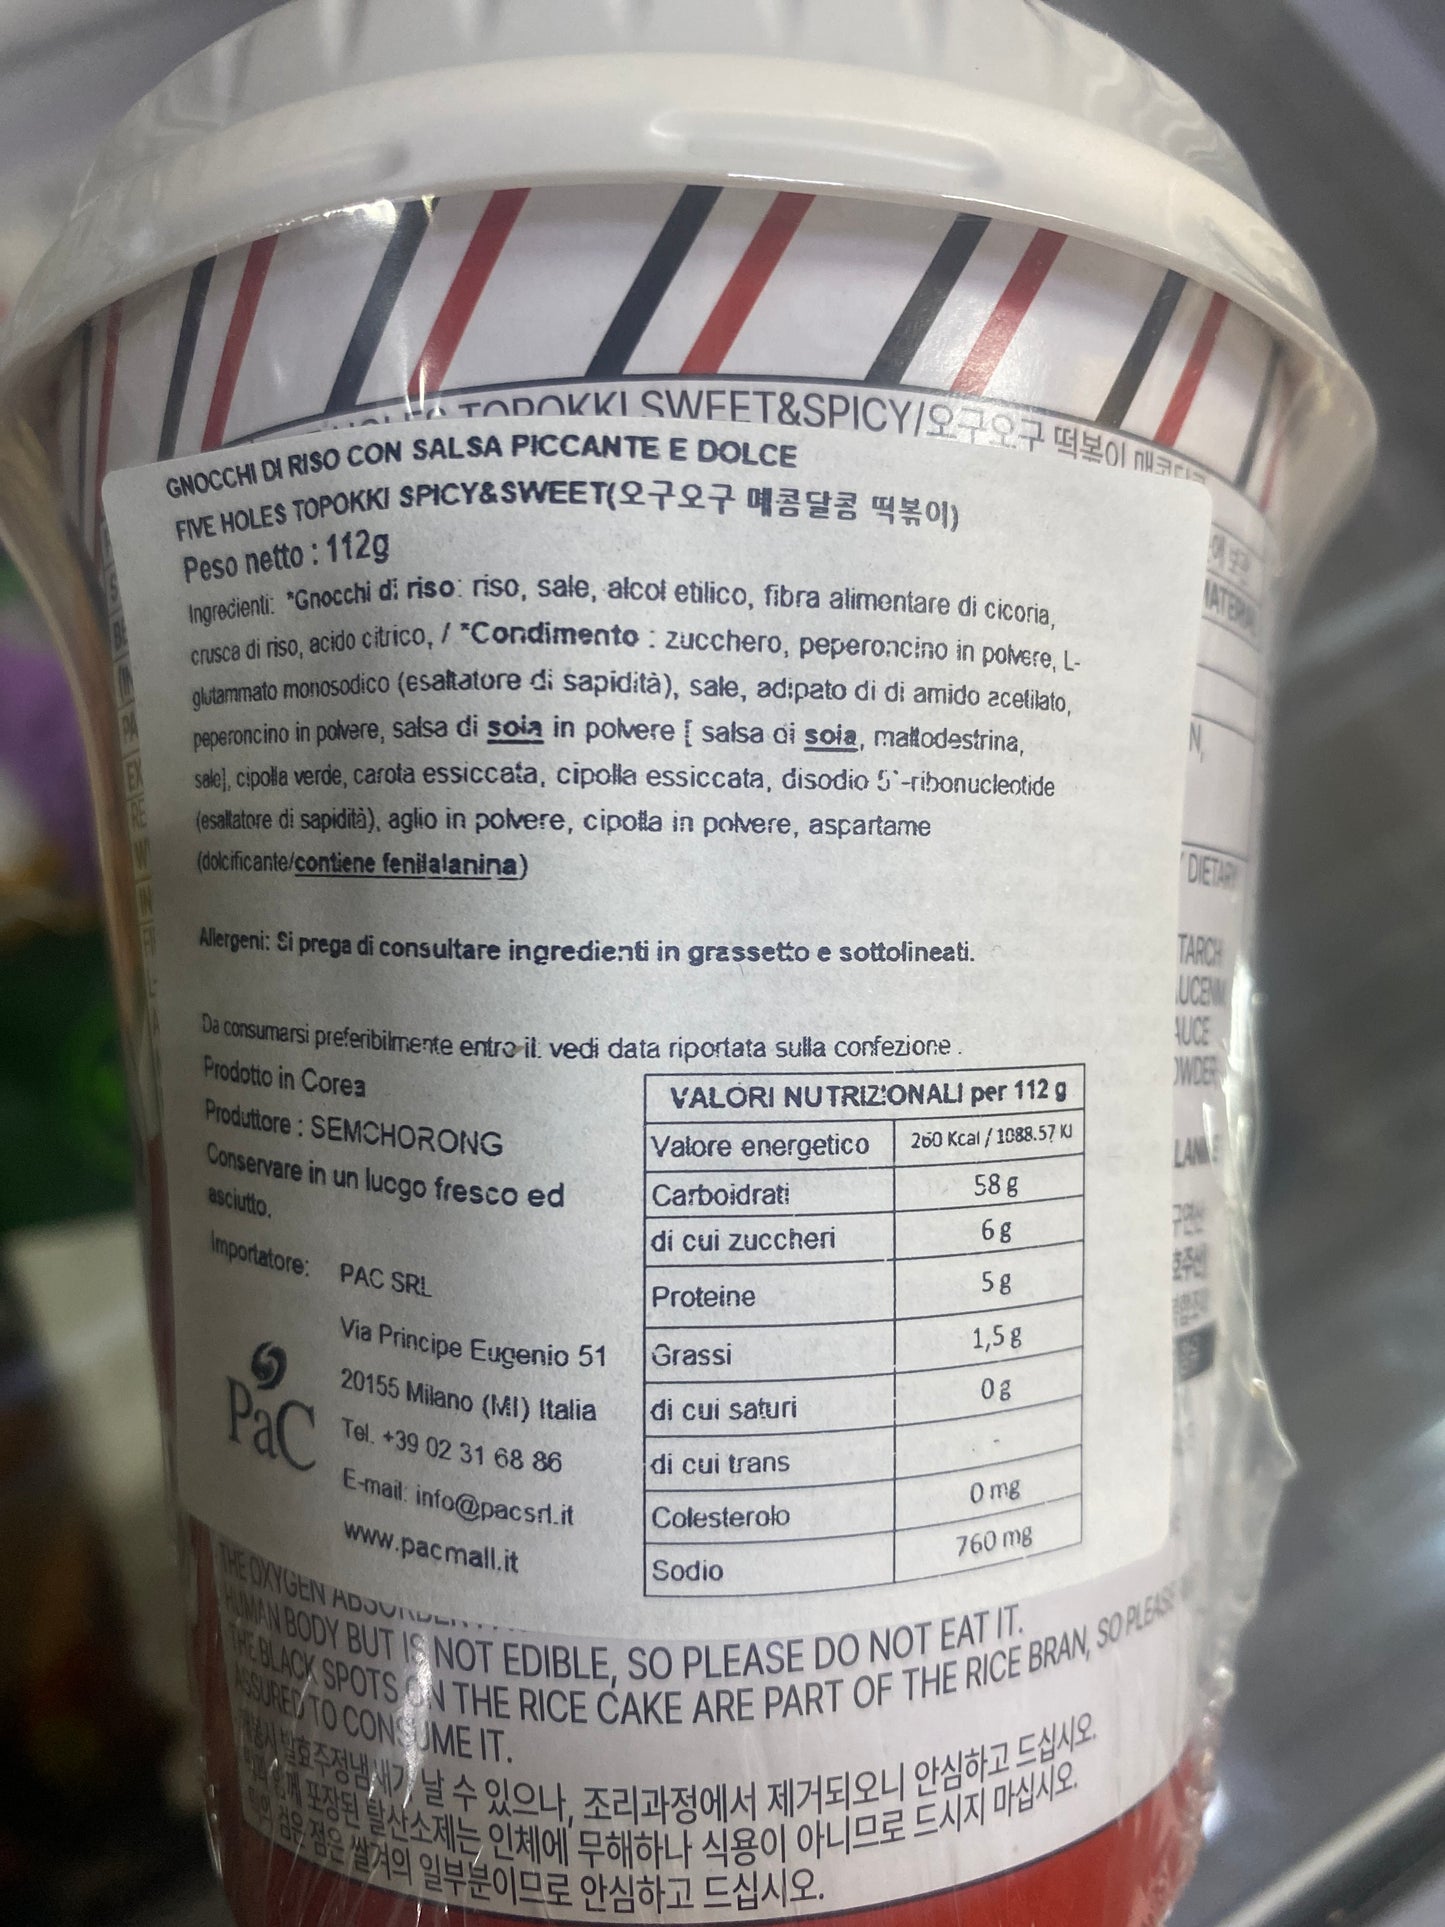 TOPOKKI SWEET&SPICY/오구오구 떡볶이
GNOCCHI DI RISO CON SALSA PICCANTE E DOLCE
FIVE HOLES TOPOKKI SPICY&SWEET(오구오구 메콤달콤 떡볶이)
Peso netto : 112g
Ingredienti: *Gnocchi di riso: riso, sale, alcol etilico, fibra alimentare di cicoria,
crusca di riso, acido citrico, / *Condimento : zucchero, peperoncino in polvere, L-
glutammato monosodico (esaltatore di sapidità), sale, adipato di di amido acetilato,
peperoncino in polvere, salsa di soia in polvere [ salsa di soia, maltodestrina,
sale], cipolla verde, carota essiccata, cipolla essiccata, disodio 5'-ribonucleotide
(esaltatore di sapidità), aglio in polvere, cipolla in polvere, aspartame
(dolcificante/contiene fenilalanina)
Allergeni: Si prega di consultare ingredienti in grassetto e sottolineati.
Da consumarsi preferibilmente entro il: vedi data riportata sulla confezione .
Prodotto in Corea
Produttore : SEMCHORONG
Conservare in un luogo fresco ed
asciutto.
Importatore: PAC SRL
Via Principe Eugenio 51
20155 Milano (MI) Italia
Tel. +39 02 31 68 86
E-mail: info@pacsrl.it
www.pacmall.it
PaC
VALORI NUTRIZIONALI per 112 g
Valore energetico 260 Kcal / 1088.57 KJ
Carboidrati 58 g
di cui zuccheri 6 g
Proteine 5 g
Grassi 1,5 g
di cui saturi 0 g
di cui trans -
Colesterolo 0 mg
Sodio 760 mg
DIETARY
TARCH
AUCE
THE OXYGEN
HUMAN BODY BUT IS NOT EDIBLE, SO PLEASE DO NOT EAT IT.
THE BLACK SPOTS ON THE RICE CAKE ARE PART OF THE RICE BRAN, SO PLEASE
ASSURED TO CONSUME IT.
발효주정냄새가 날 수 있으나, 조리과정에서 제거되오니 안심하고 드십시오.
포장된 탈산소제는 인체에 무해하나 식용이 아니므로 드시지 마십시오.
검은 점은 쌀겨의 일부분이므로 안심하고 드십시오.